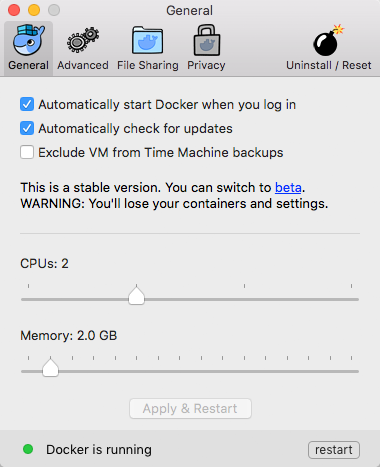 General
General
Advanced
File Sharing
Privacy
Uninstall / Reset
Automatically start Docker when you log in
Automatically check for updates
Exclude VM from Time Machine backups
This is a stable version. You can switch to beta.
WARNING: You'll lose your containers and settings.
CPUs: 2
Memory: 2.0 GB
Apply & Restart
Docker is running
restart